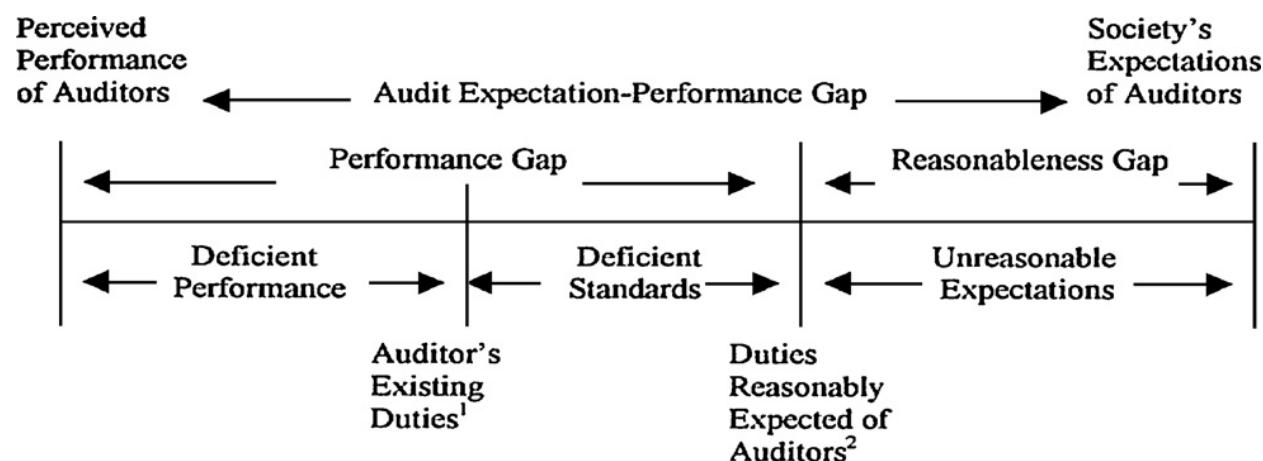 Perceived
Performance
of Auditors
Society's
Expectations
of Auditors
Audit Expectation-Performance Gap
Performance Gap
Reasonableness Gap
Deficient
Performance
Deficient
Standards
Unreasonable
Expectations
Auditor's
Existing
Duties¹
Duties
Reasonably
Expected of
Auditors²